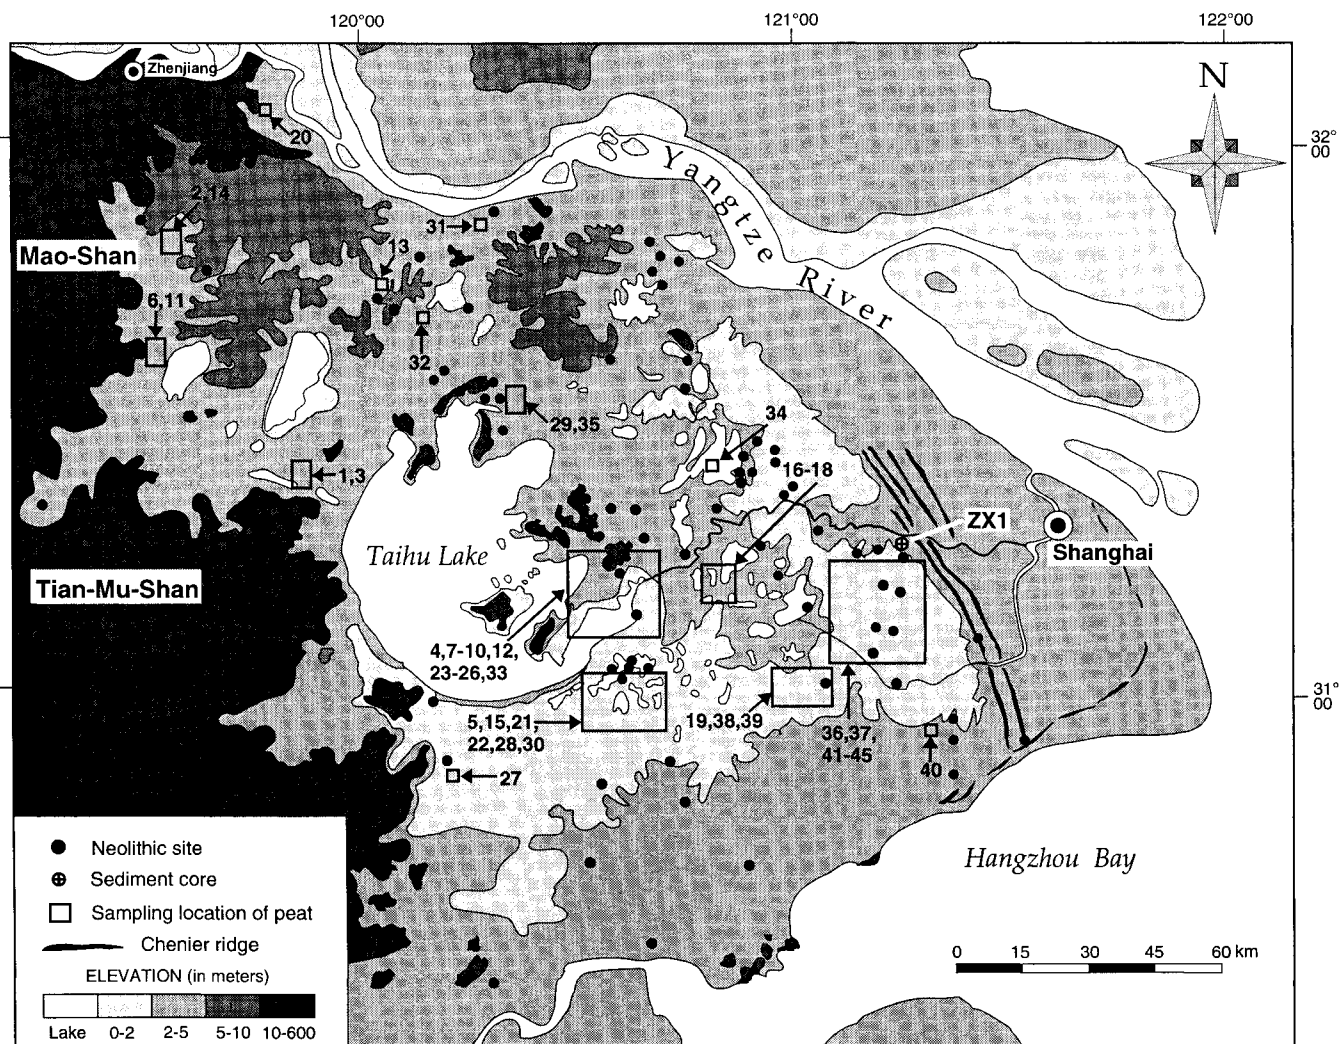 120°00
121°00
122°00
Zhenjiang
N
20
32°
00
Yangtze River
2,14
31
Mao-Shan
13
6,11
32
29,35
34
1,3
16-18
ZX1
Taihu Lake
Shanghai
Tian-Mu-Shan
4,7-10,12,
23-26,33
31°
00
5,15,21,
22,28,30
19,38,39
36,37,
41-45
40
27
Neolithic site
Sediment core
Sampling location of peat
Chenier ridge
ELEVATION (in meters)
Lake 0-2 2-5 5-10 10-600
Hangzhou Bay
0 15 30 45 60 km